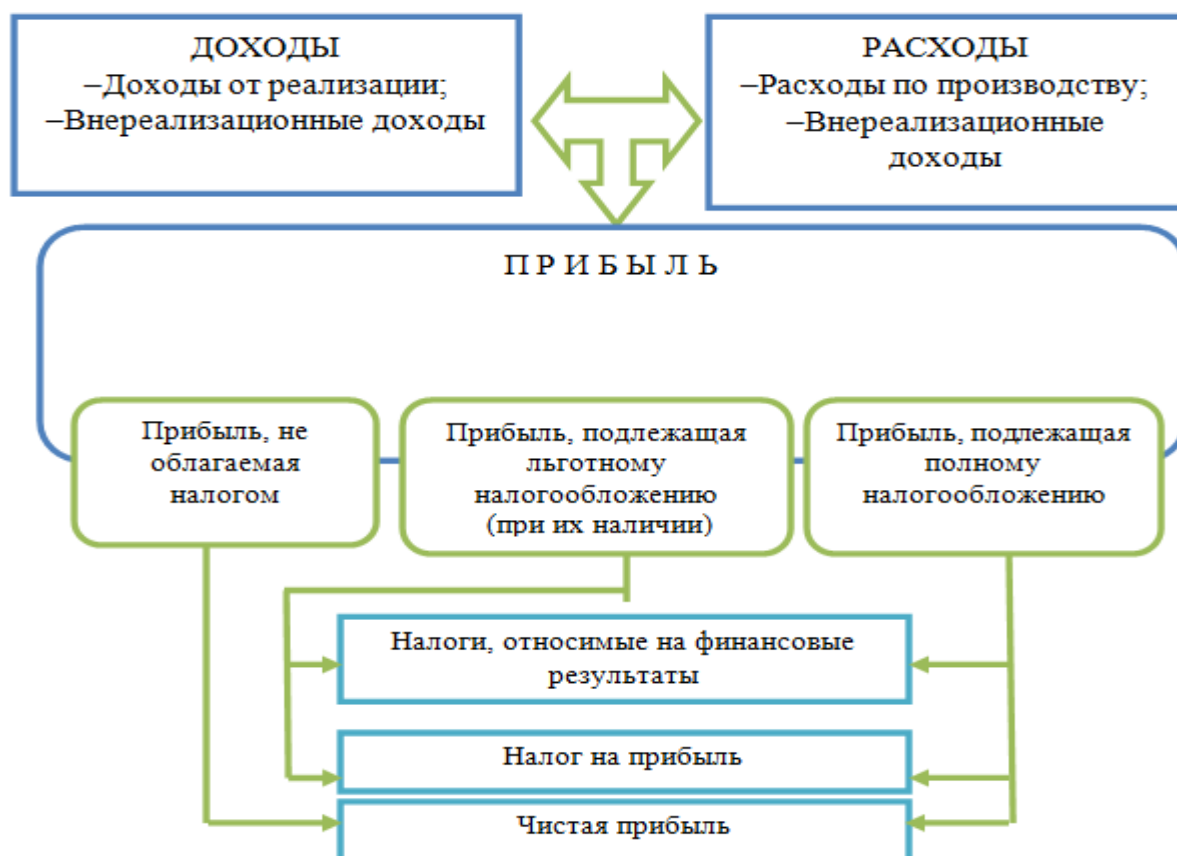 ДОХОДЫ
–Доходы от реализации;
–Внереализационные доходы
РАСХОДЫ
–Расходы по производству;
–Внереализационные
доходы
П Р И Б Ы Л Ь
Прибыль, не
облагаемая
налогом
Прибыль, подлежащая
льготному
налогообложению
(при их наличии)
Прибыль, подлежащая
полному
налогообложению
Налоги, относимые на финансовые
результаты
Налог на прибыль
Чистая прибыль